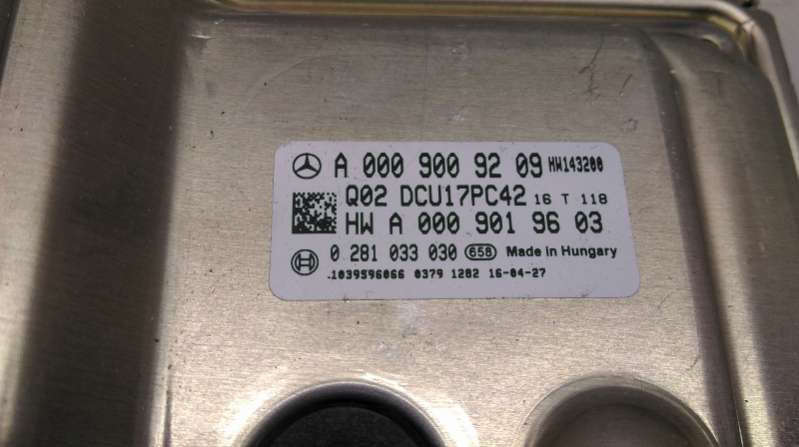 A 000 900 92 09 HW143200
Q02 DCU17PC42 16 T 118
HW A 000 901 96 03
0 281 033 030 658 Made in Hungary
.1039S96066 0379 1282 16-04-27